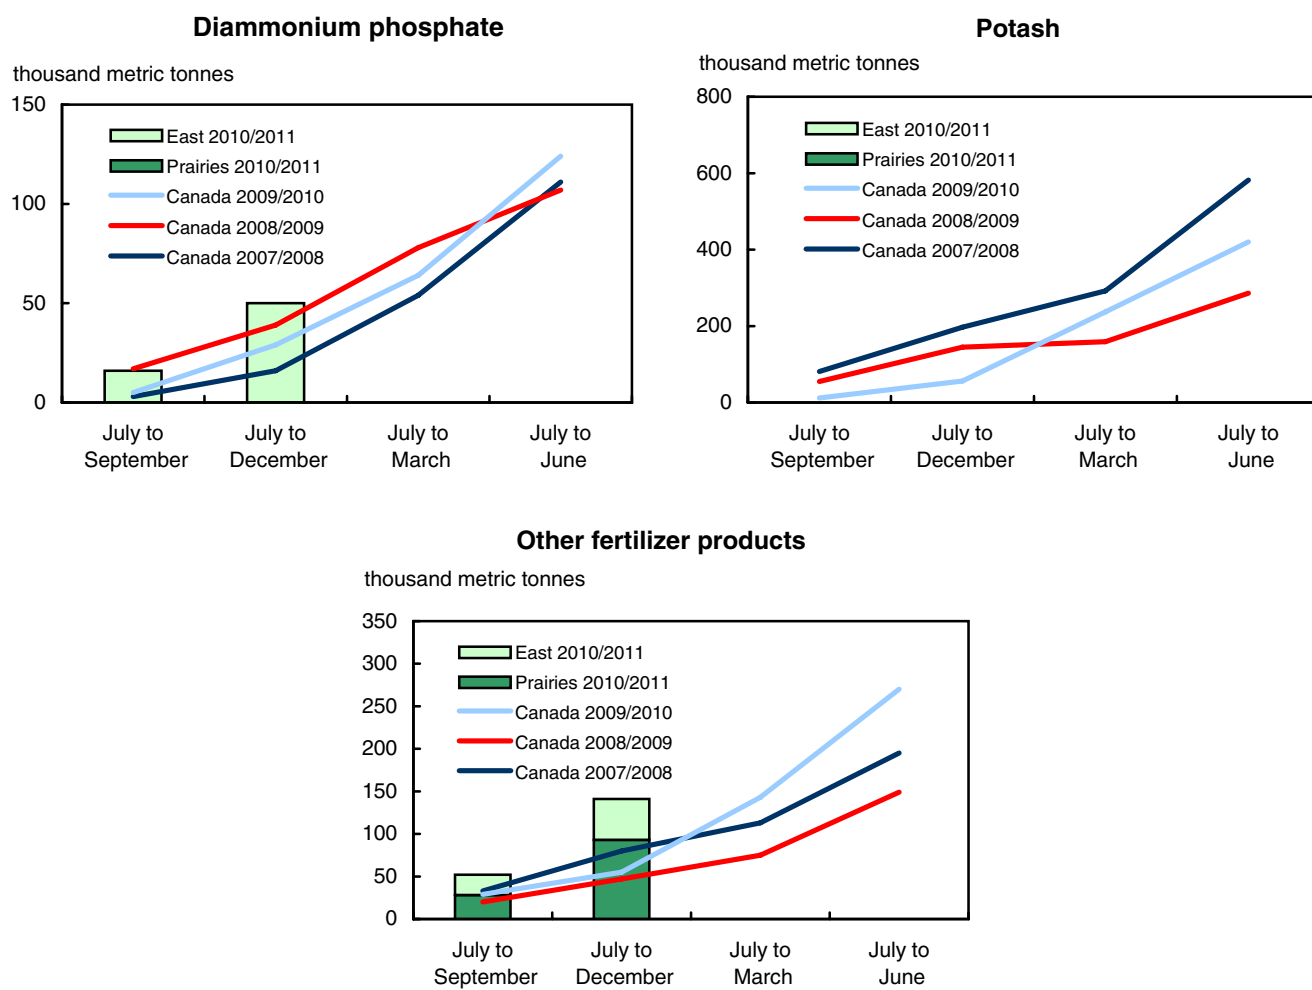 Diammonium phosphate
thousand metric tonnes
150
100
50
0
East 2010/2011
Prairies 2010/2011
Canada 2009/2010
Canada 2008/2009
Canada 2007/2008
July to September
July to December
July to March
July to June
Potash
thousand metric tonnes
800
600
400
200
0
East 2010/2011
Prairies 2010/2011
Canada 2009/2010
Canada 2008/2009
Canada 2007/2008
July to September
July to December
July to March
July to June
Other fertilizer products
thousand metric tonnes
350
300
250
200
150
100
50
0
East 2010/2011
Prairies 2010/2011
Canada 2009/2010
Canada 2008/2009
Canada 2007/2008
July to September
July to December
July to March
July to June